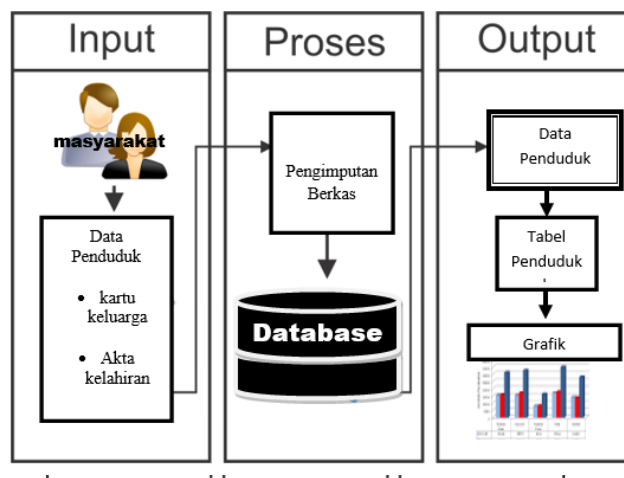 Input
masyarakat
Data
Penduduk
• kartu
keluarga
• Akta
kelahiran
Proses
Pengimputan
Berkas
Database
Output
Data
Penduduk
Tabel
Penduduk
Grafik